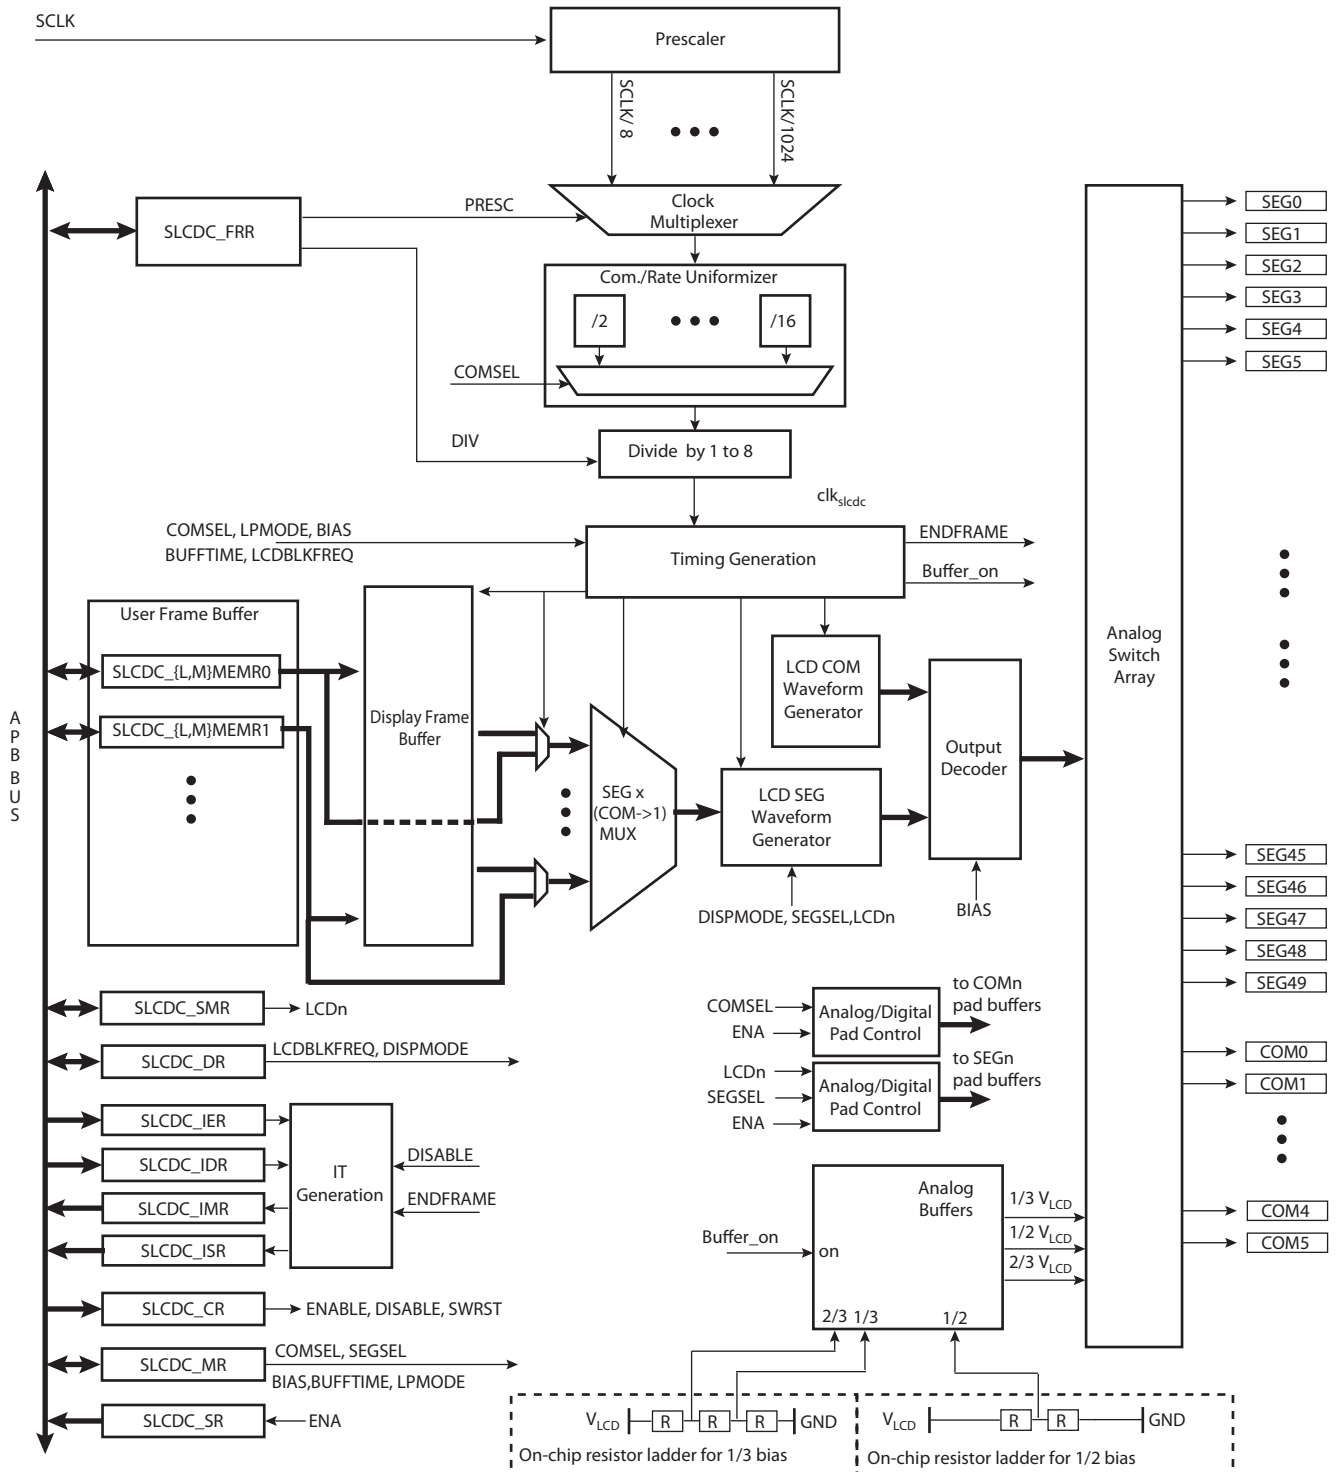 SCLK
Prescaler
SCLK/ 8
SCLK/1024
PRESC
Clock
Multiplexer
SLCDC_FRR
Com./Rate Uniformizer
/2
/16
COMSEL
DIV
Divide by 1 to 8
clkslcdc
COMSEL, LPMODE, BIAS
BUFFTIME, LCDBLKFREQ
Timing Generation
ENDFRAME
Buffer_on
User Frame Buffer
SLCDC_{L,M}MEMR0
SLCDC_{L,M}MEMR1
APB BUS
Display Frame
Buffer
SEG x
(COM->1)
MUX
LCD COM
Waveform
Generator
LCD SEG
Waveform
Generator
DISPMODE, SEGSEL,LCDn
Output
Decoder
BIAS
Analog
Switch
Array
SEG0
SEG1
SEG2
SEG3
SEG4
SEG5
SEG45
SEG46
SEG47
SEG48
SEG49
COM0
COM1
COM4
COM5
SLCDC_SMR
LCDn
SLCDC_DR
LCDBLKFREQ, DISPMODE
SLCDC_IER
SLCDC_IDR
SLCDC_IMR
SLCDC_ISR
IT
Generation
DISABLE
ENDFRAME
SLCDC_CR
ENABLE, DISABLE, SWRST
SLCDC_MR
COMSEL, SEGSEL
BIAS,BUFFTIME, LPMODE
SLCDC_SR
ENA
COMSEL
ENA
Analog/Digital
Pad Control
to COMn
pad buffers
LCDn
SEGSEL
ENA
Analog/Digital
Pad Control
to SEGn
pad buffers
Buffer_on
on
Analog
Buffers
2/3 1/3
1/2
1/3 VLCD
1/2 VLCD
2/3 VLCD
VLCD R R R GND
On-chip resistor ladder for 1/3 bias
VLCD R R GND
On-chip resistor ladder for 1/2 bias